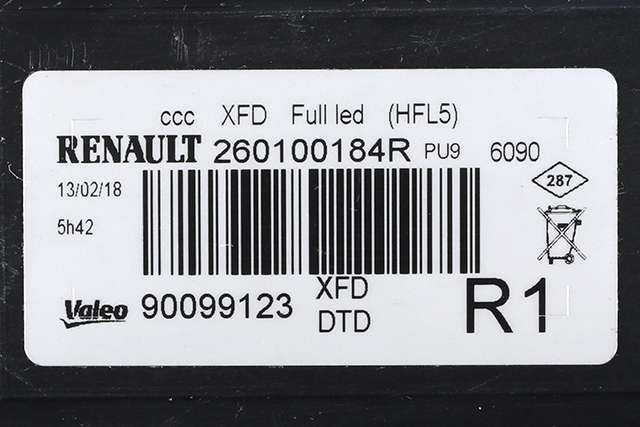 ccc XFD Full led (HFL5)
RENAULT 260100184R PU9 6090
13/02/18
287
5h42
XFD
Valeo 90099123
DTD
R1